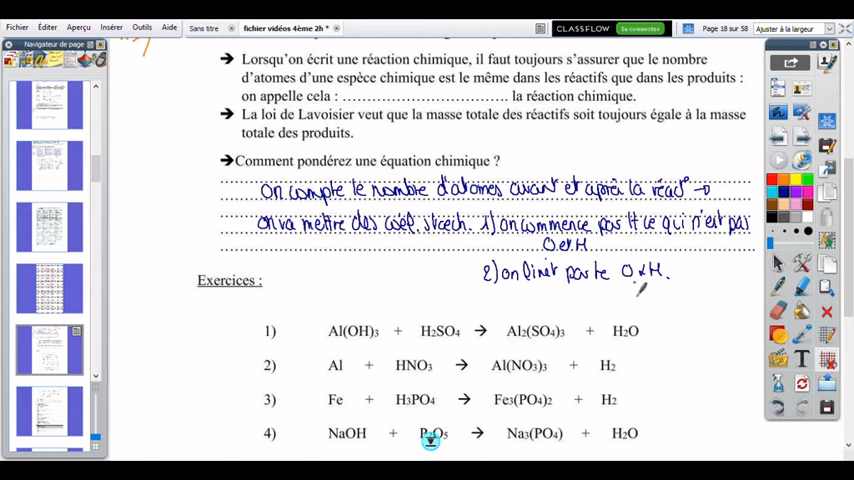 Fichier Éditer Aperçu Insérer Outils Aide Sans titre fichier vidéos 4ème 2h * CLASSFLOW Se connecter Page 18 sur 58 Ajuster à la largeur
Navigateur de page
➔ Lorsqu'on écrit une réaction chimique, il faut toujours s'assurer que le nombre
d'atomes d'une espèce chimique est le même dans les réactifs que dans les produits :
on appelle cela : ……………………………… la réaction chimique.
➔ La loi de Lavoisier veut que la masse totale des réactifs soit toujours égale à la masse
totale des produits.
➔Comment pondérez une équation chimique ?
on compte le nombre d'atomes avant et après la réac° →
on va mettre des coéf. stœch. 1) on commence par tt ce qui n'est pas
O et H
2) on finit par le O et H.
Exercices :
1) Al(OH)3 + H2SO4 ➔ Al2(SO4)3 + H2O
2) Al + HNO3 ➔ Al(NO3)3 + H2
3) Fe + H3PO4 ➔ Fe3(PO4)2 + H2
4) NaOH + P2O5 ➔ Na3(PO4) + H2O